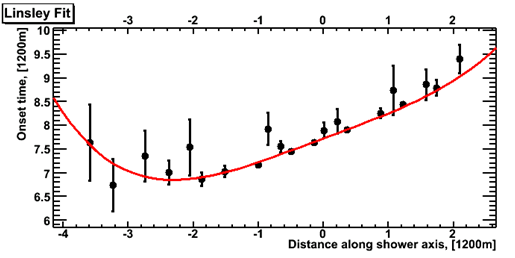 Linsley Fit
-3 -2 -1 0 1 2
Onset time, [1200m]
10
9.5
9
8.5
8
7.5
7
6.5
6
-4 -3 -2 -1 0 1 2
Distance along shower axis, [1200m]